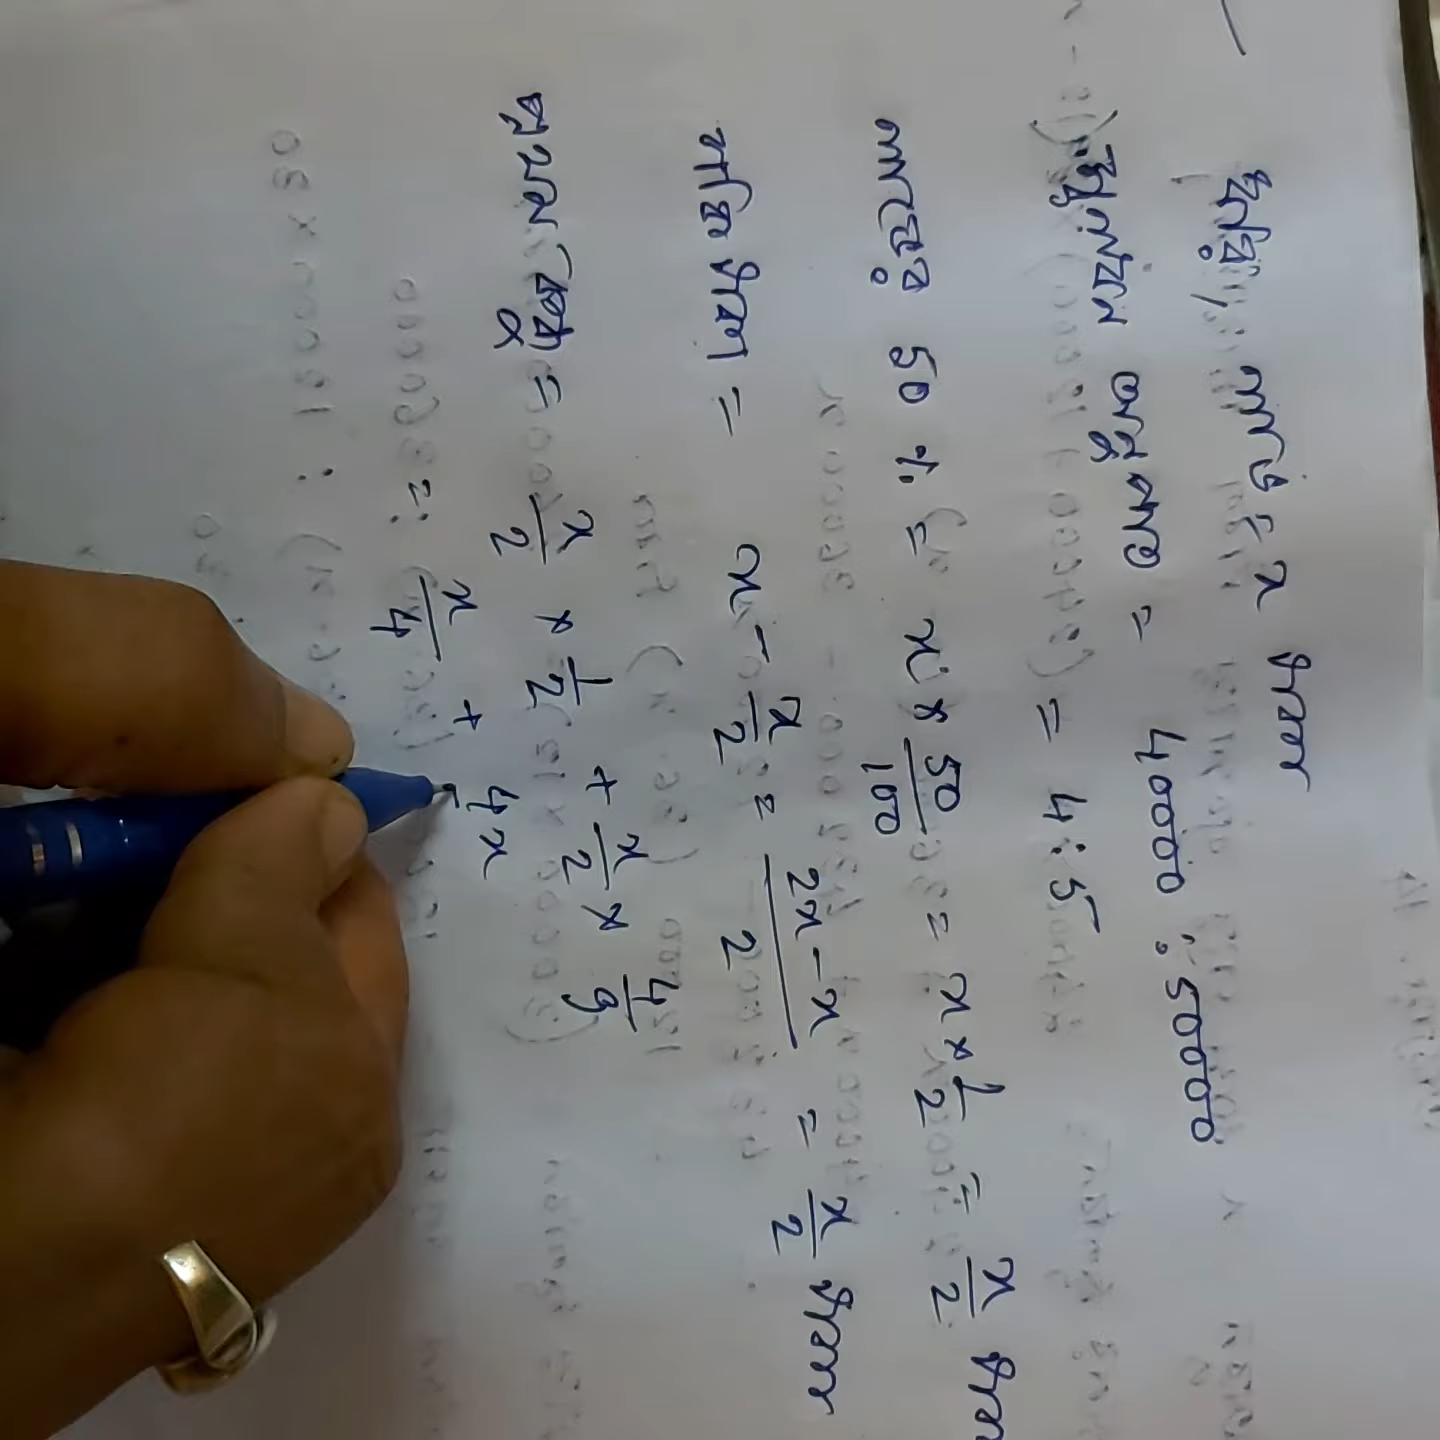 ধরি, লাভ = x টাকা
মূলধনের অনুপাত = 40000 : 50000
= 4 : 5
লাভের 50 % = x × 50/100 = x × 1/2 = x/2 টাকা
বাকি টাকা = x - x/2 = 2x - x/2 = x/2 টাকা
= x/2 × 1/2 + x/2 × 4/9
= x/4 + 4x